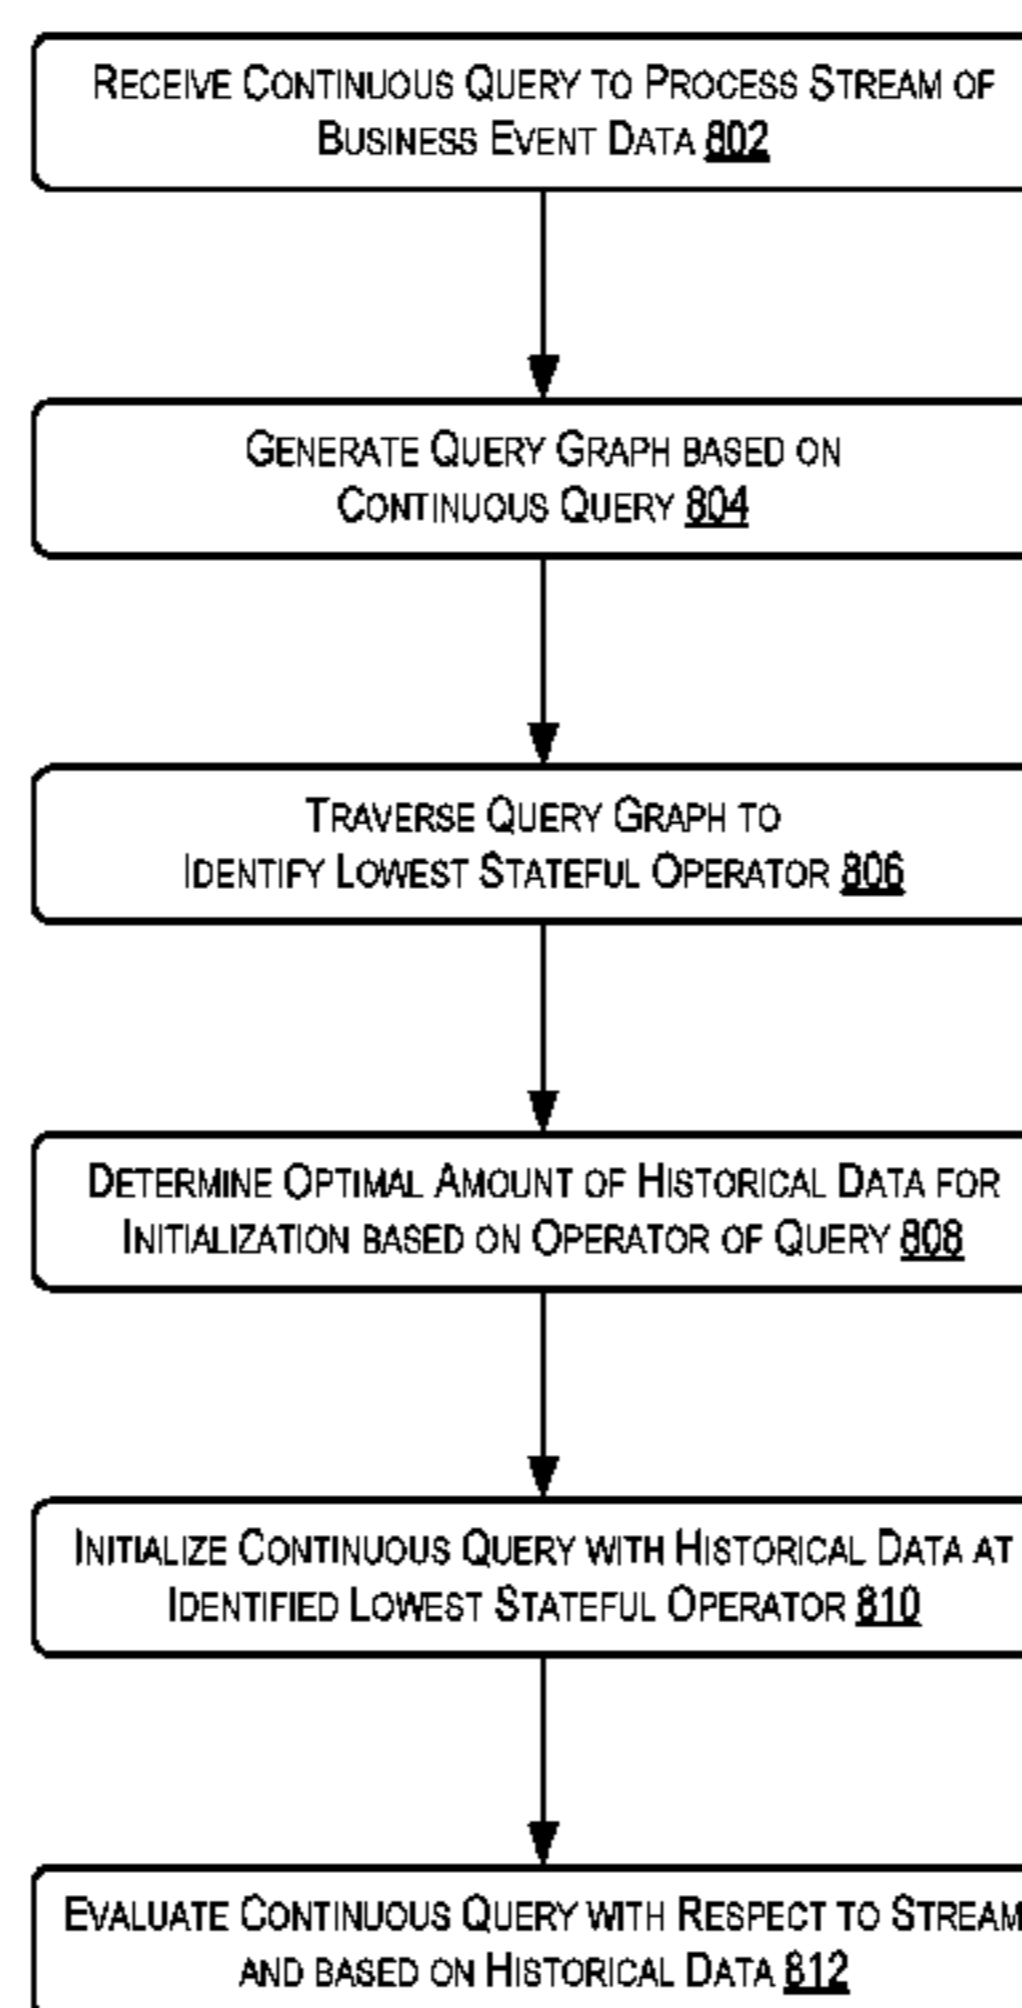 RECEIVE CONTINUOUS QUERY TO PROCESS STREAM OF
BUSINESS EVENT DATA 802
GENERATE QUERY GRAPH BASED ON
CONTINUOUS QUERY 804
TRAVERSE QUERY GRAPH TO
IDENTIFY LOWEST STATEFUL OPERATOR 806
DETERMINE OPTIMAL AMOUNT OF HISTORICAL DATA FOR
INITIALIZATION BASED ON OPERATOR OF QUERY 808
INITIALIZE CONTINUOUS QUERY WITH HISTORICAL DATA AT
IDENTIFIED LOWEST STATEFUL OPERATOR 810
EVALUATE CONTINUOUS QUERY WITH RESPECT TO STREAM
AND BASED ON HISTORICAL DATA 812